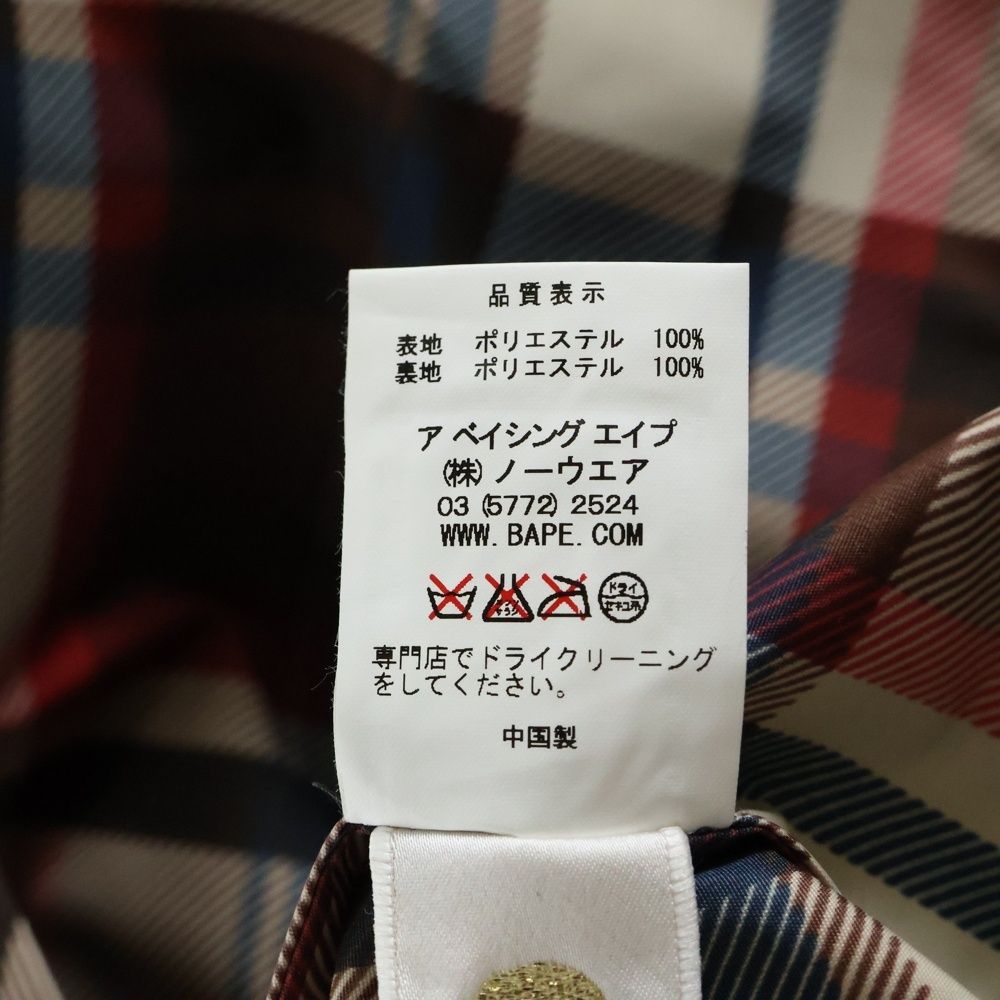 品質表示
表地 ポリエステル 100%
裏地 ポリエステル 100%
ア ベイシング エイプ
(株) ノーウエア
03 (5772) 2524
WWW. BAPE. COM
ドライ
セキユ系
専門店でドライクリーニング
をしてください。
中国製